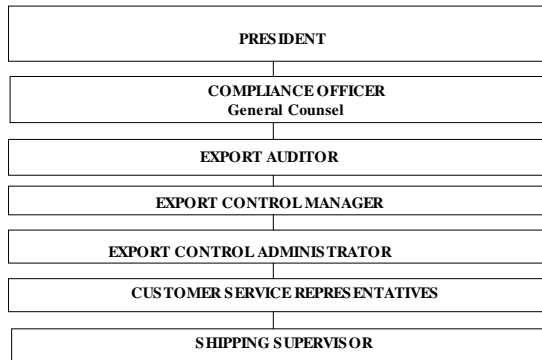 PRESIDENT
COMPLIANCE OFFICER
General Counsel
EXPORT AUDITOR
EXPORT CONTROL MANAGER
EXPORT CONTROL ADMINISTRATOR
CUSTOMER SERVICE REPRESENTATIVES
SHIPPING SUPERVISOR